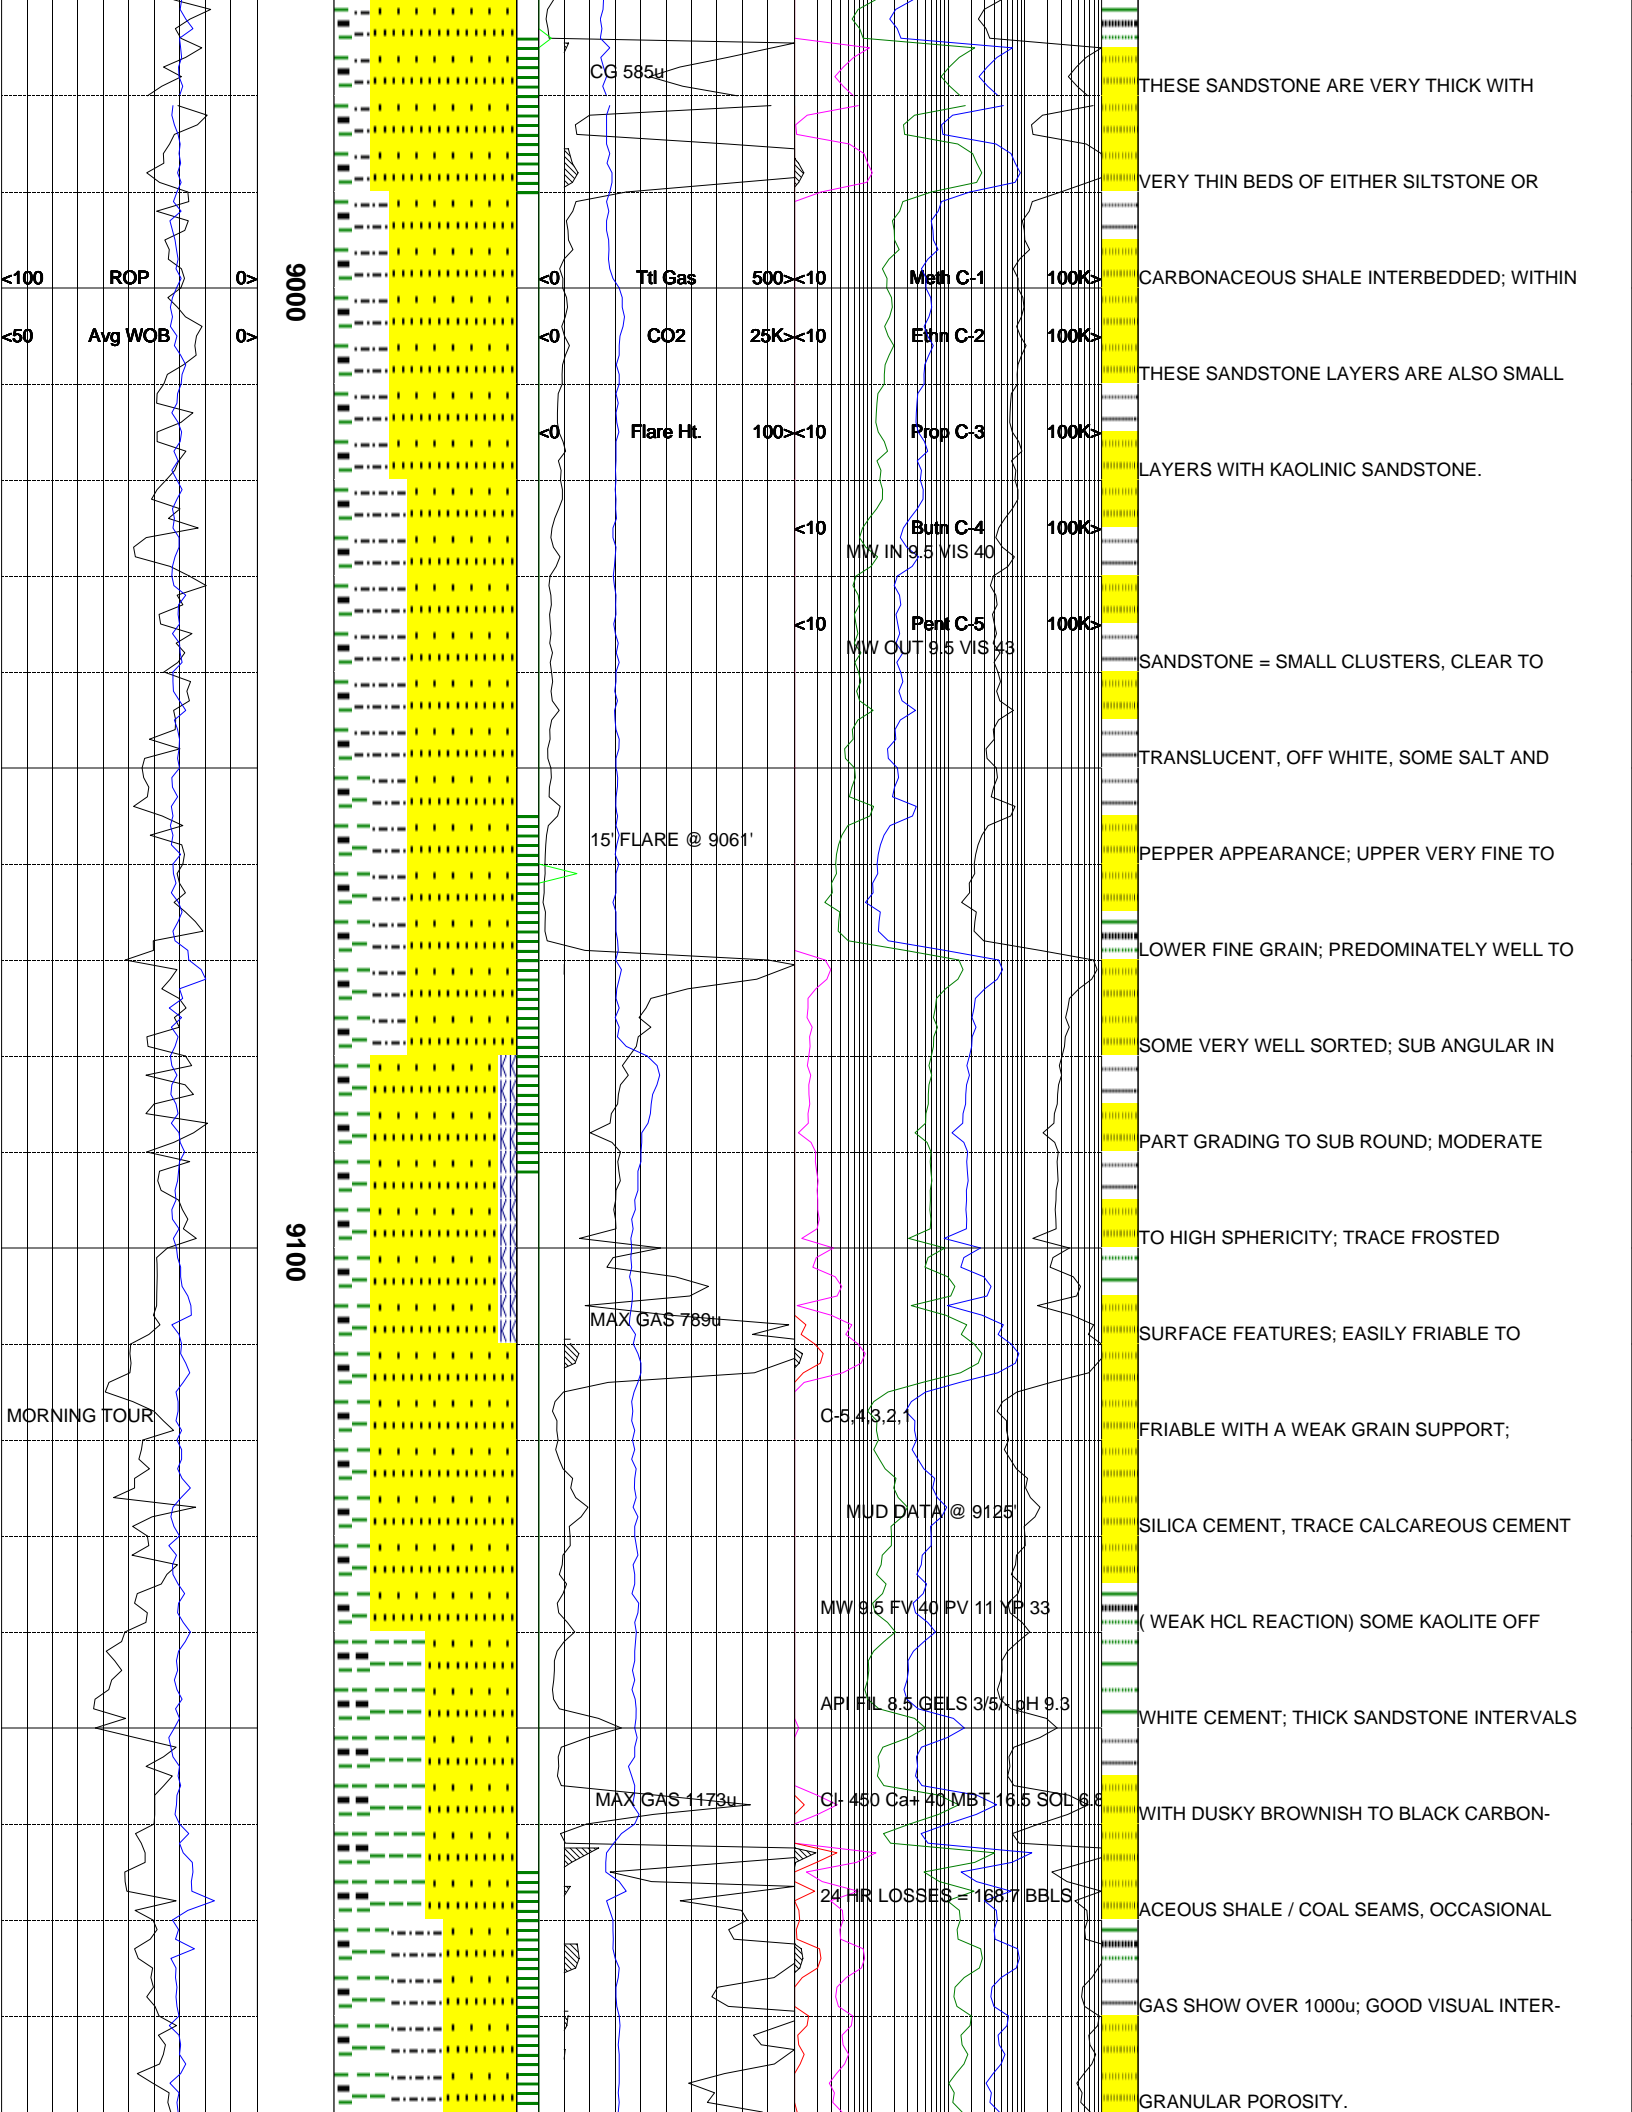 CG 585u
THESE SANDSTONE ARE VERY THICK WITH
VERY THIN BEDS OF EITHER SILTSTONE OR
<100 ROP 0>
9000
<0 Ttl Gas 500>
<10 Meth C-1 100K>
CARBONACEOUS SHALE INTERBEDDED; WITHIN
<50 Avg WOB 0>
<0 CO2 25K>
<10 Ethn C-2 100K>
THESE SANDSTONE LAYERS ARE ALSO SMALL
<0 Flare Ht. 100>
<10 Prop C-3 100K>
LAYERS WITH KAOLINIC SANDSTONE.
<10 Butn C-4 100K>
MW IN 9.5 VIS 40
<10 Pent C-5 100K>
MW OUT 9.5 VIS 43
SANDSTONE = SMALL CLUSTERS, CLEAR TO
TRANSLUCENT, OFF WHITE, SOME SALT AND
15' FLARE @ 9061'
PEPPER APPEARANCE; UPPER VERY FINE TO
LOWER FINE GRAIN; PREDOMINATELY WELL TO
SOME VERY WELL SORTED; SUB ANGULAR IN
PART GRADING TO SUB ROUND; MODERATE
9100
TO HIGH SPHERICITY; TRACE FROSTED
MAX GAS 789u
SURFACE FEATURES; EASILY FRIABLE TO
MORNING TOUR
C-5,4,3,2,1
FRIABLE WITH A WEAK GRAIN SUPPORT;
MUD DATA @ 9125'
SILICA CEMENT, TRACE CALCAREOUS CEMENT
MW 9.5 FV 40 PV 11 YP 33
( WEAK HCL REACTION) SOME KAOLITE OFF
API FIL 8.5 GELS 3/5/- pH 9.3
WHITE CEMENT; THICK SANDSTONE INTERVALS
MAX GAS 1173u
Cl- 450 Ca+ 40 MBT 16.5 SOL 6.8
WITH DUSKY BROWNISH TO BLACK CARBON-
24 HR LOSSES = 168.7 BBLS
ACEOUS SHALE / COAL SEAMS, OCCASIONAL
GAS SHOW OVER 1000u; GOOD VISUAL INTER-
GRANULAR POROSITY.